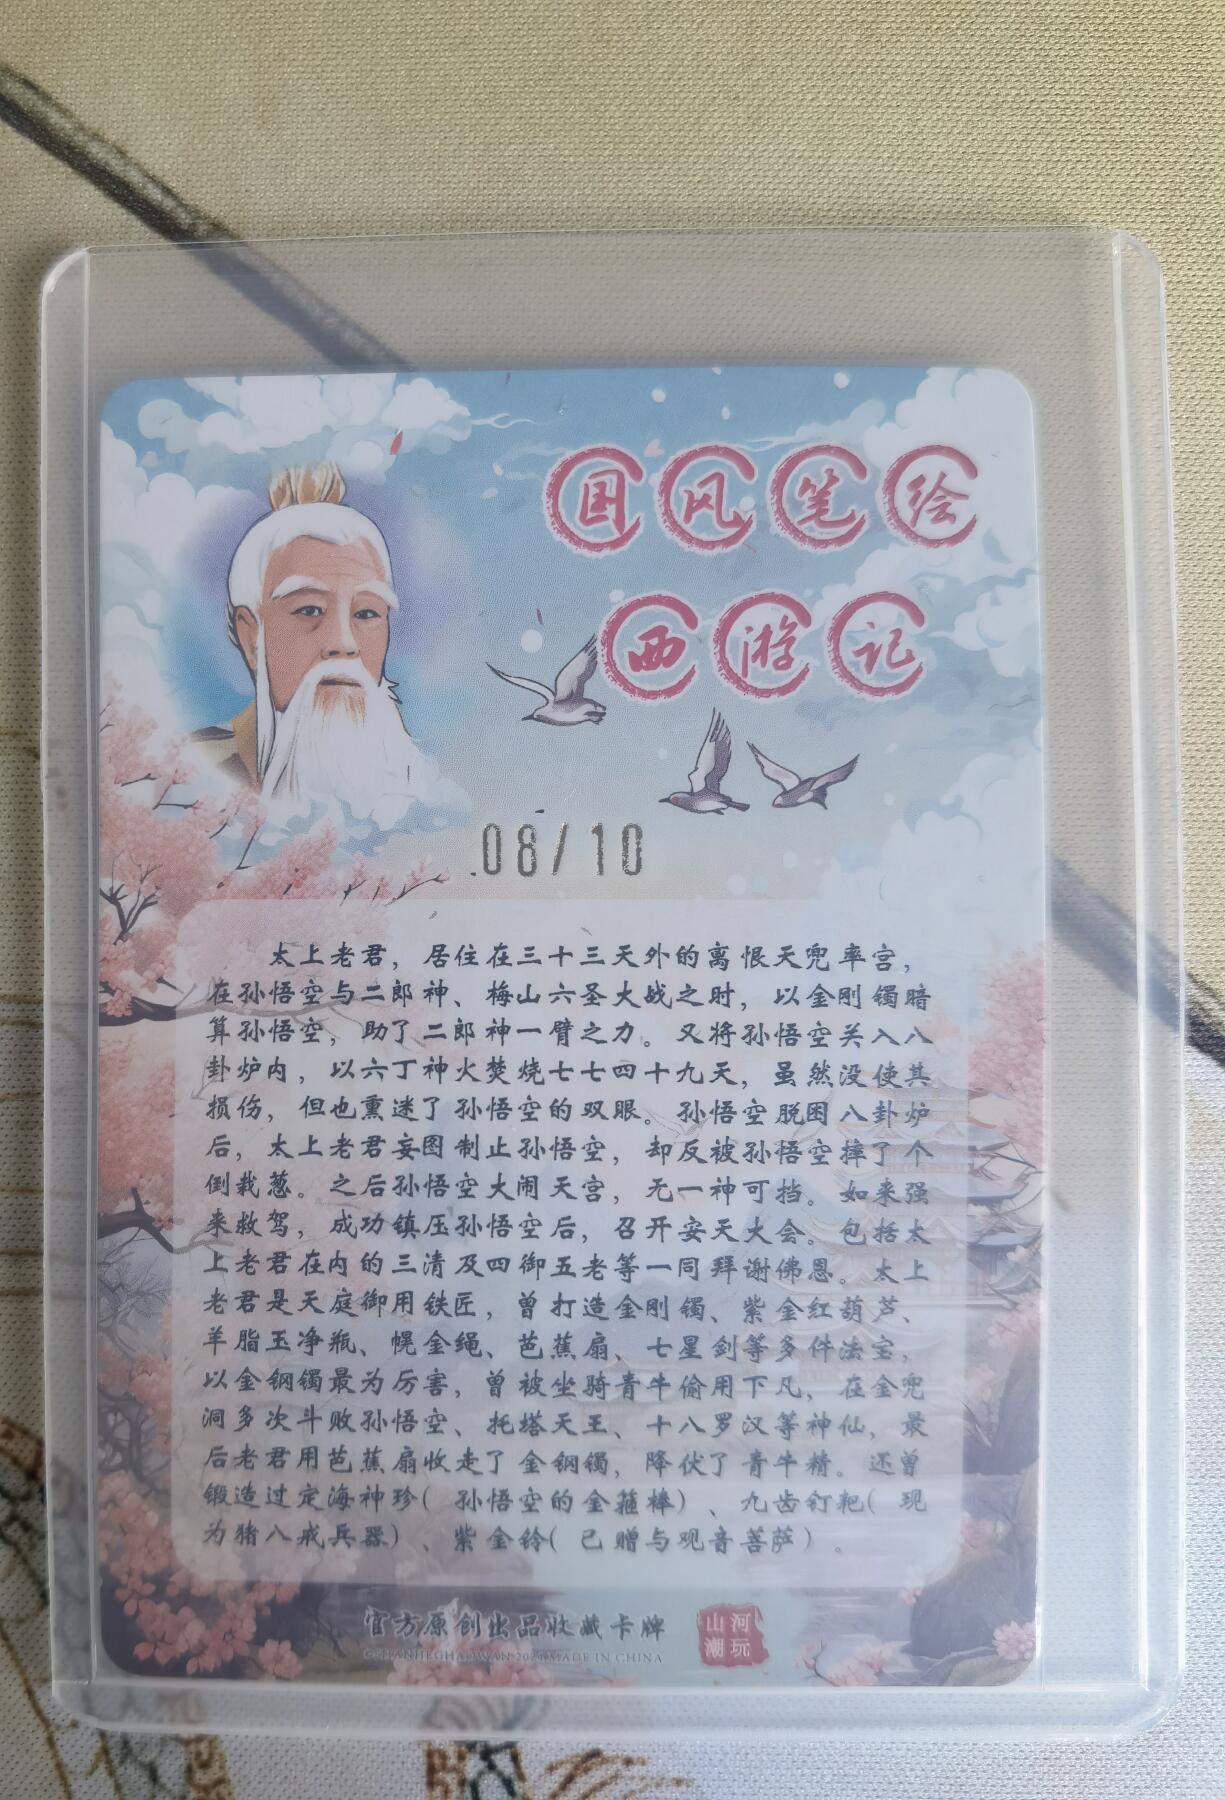 国风笔绘
西游记
08/10
太上老君，居住在三十三天外的离恨天兜率宫，
在孙悟空与二郎神、梅山六圣大战之时，以金刚镯暗
算孙悟空，助了二郎神一臂之力。又将孙悟空关入八
卦炉内，以六丁神火焚烧七七四十九天，虽然没使其
损伤，但也熏迷了孙悟空的双眼。孙悟空脱困八卦炉
后，太上老君妄图制止孙悟空，却反被孙悟空摔了个
倒栽葱。之后孙悟空大闹天宫，无一神可挡。如来强
来救驾，成功镇压孙悟空后，召开安天大会。包括太
上老君在内的三清及四御五老等一同拜谢佛恩。太上
老君是天庭御用铁匠，曾打造金刚镯、紫金红葫芦、
羊脂玉净瓶、幌金绳、芭蕉扇、七星剑等多件法宝，
以金钢镯最为厉害，曾被坐骑青牛偷用下凡，在金兜
洞多次斗败孙悟空、托塔天王、十八罗汉等神仙，最
后老君用芭蕉扇收走了金钢镯，降伏了青牛精。还曾
锻造过定海神珍（孙悟空的金箍棒）、九齿钉耙（现
为猪八戒兵器）、紫金铃（已赠与观音菩萨）。
官方原创出品收藏卡牌
山河
潮玩
MADE IN CHINA